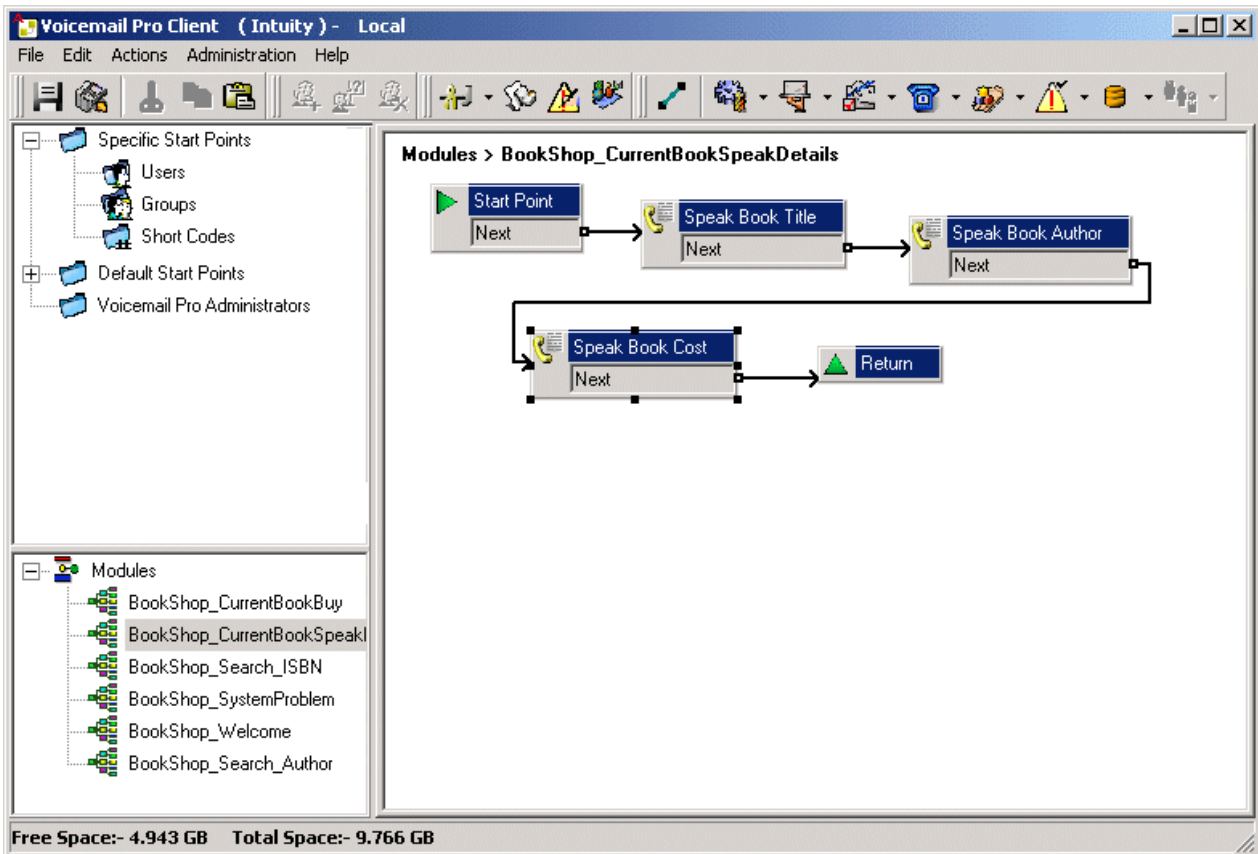 Voicemail Pro Client ( Intuity ) - Local
File Edit Actions Administration Help
Specific Start Points
Users
Groups
Short Codes
Default Start Points
Voicemail Pro Administrators
Modules
BookShop_CurrentBookBuy
BookShop_CurrentBookSpeak
BookShop_Search_ISBN
BookShop_SystemProblem
BookShop_Welcome
BookShop_Search_Author
Modules > BookShop_CurrentBookSpeakDetails
Start Point
Next
Speak Book Title
Next
Speak Book Author
Next
Speak Book Cost
Next
Return
Free Space:- 4.943 GB Total Space:- 9.766 GB